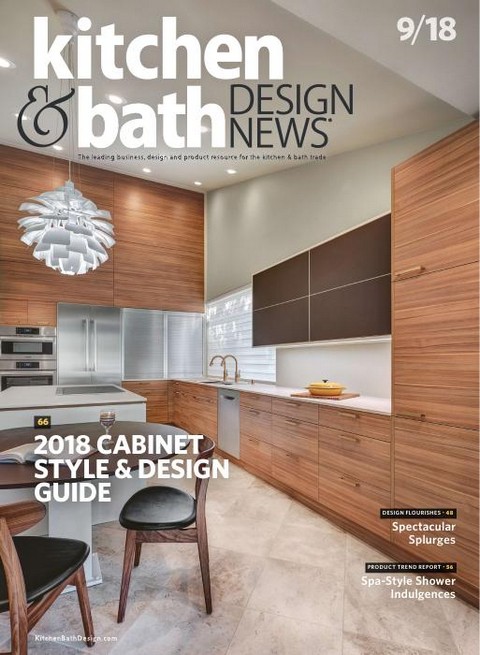 kitchen
9/18
& bath DESIGN
NEWS
The leading business, design and product resource for the kitchen & bath trade
66
2018 CABINET
STYLE & DESIGN
GUIDE
DESIGN FLOURISHES • 48
Spectacular
Splurges
PRODUCT TREND REPORT • 56
Spa-Style Shower
Indulgences
KitchenBathDesign.com